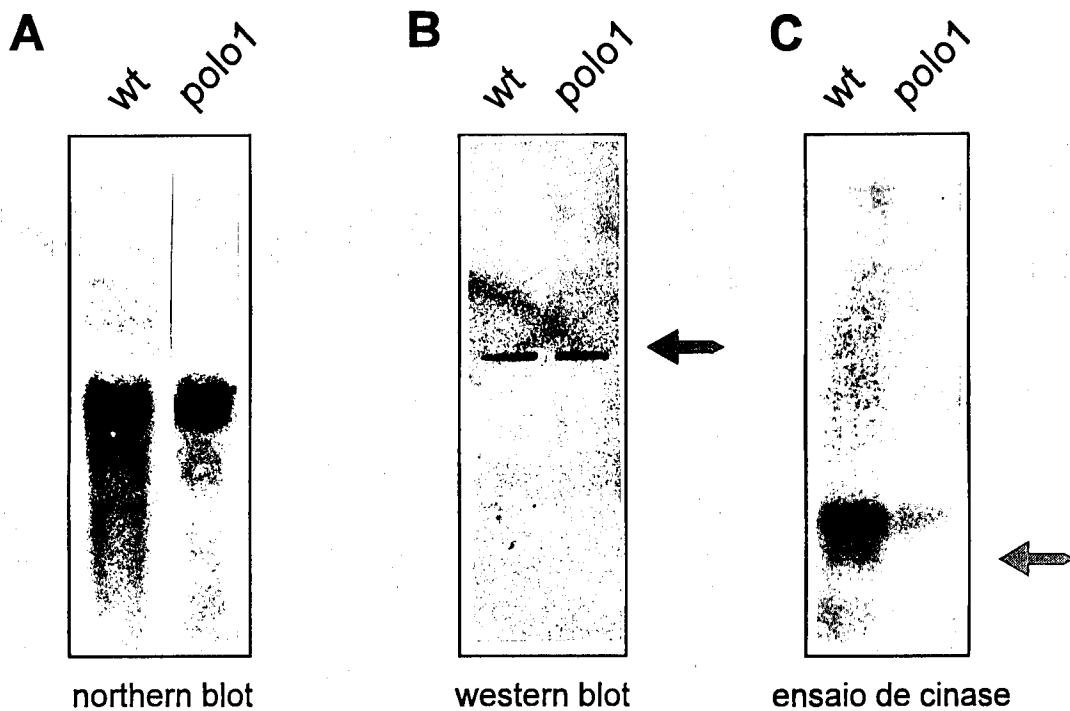 A
wt
polo1
B
wt
polo1
C
wt
polo1
northern blot
western blot
ensaio de cinase